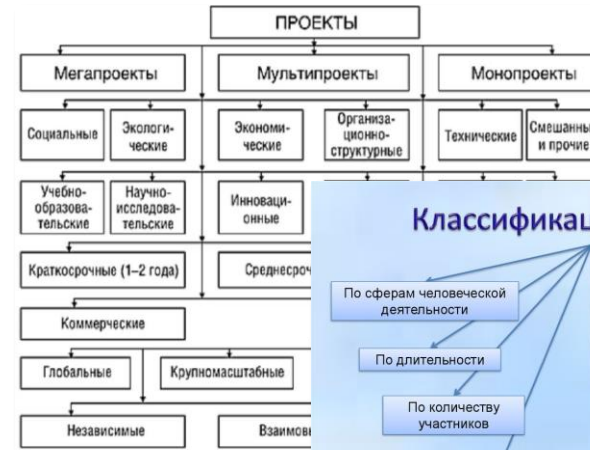 ПРОЕКТЫ
Мегапроекты
Мультипроекты
Монопроекты
Социальные
Экологи-
ческие
Экономи-
ческие
Организа-
ционно-
структурные
Технические
Смешанны
и прочие
Учебно-
образова-
тельские
Научно-
исследова-
тельские
Инноваци-
онные
Краткосрочные (1–2 года)
Среднесроч
Коммерческие
Глобальные
Крупномасштабные
Независимые
Взаимов
Классификац
По сферам человеческой
деятельности
По длительности
По количеству
участников